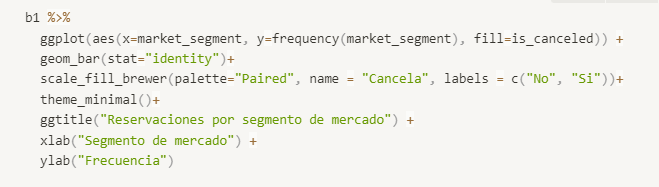 b1 %>%
ggplot(aes(x=market_segment, y=frequency(market_segment), fill=is_canceled)) +
geom_bar(stat="identity")+
scale_fill_brewer(palette="Paired", name = "Cancela", labels = c("No", "Si"))+
theme_minimal()+
ggtitle("Reservaciones por segmento de mercado") +
xlab("Segmento de mercado") +
ylab("Frecuencia")